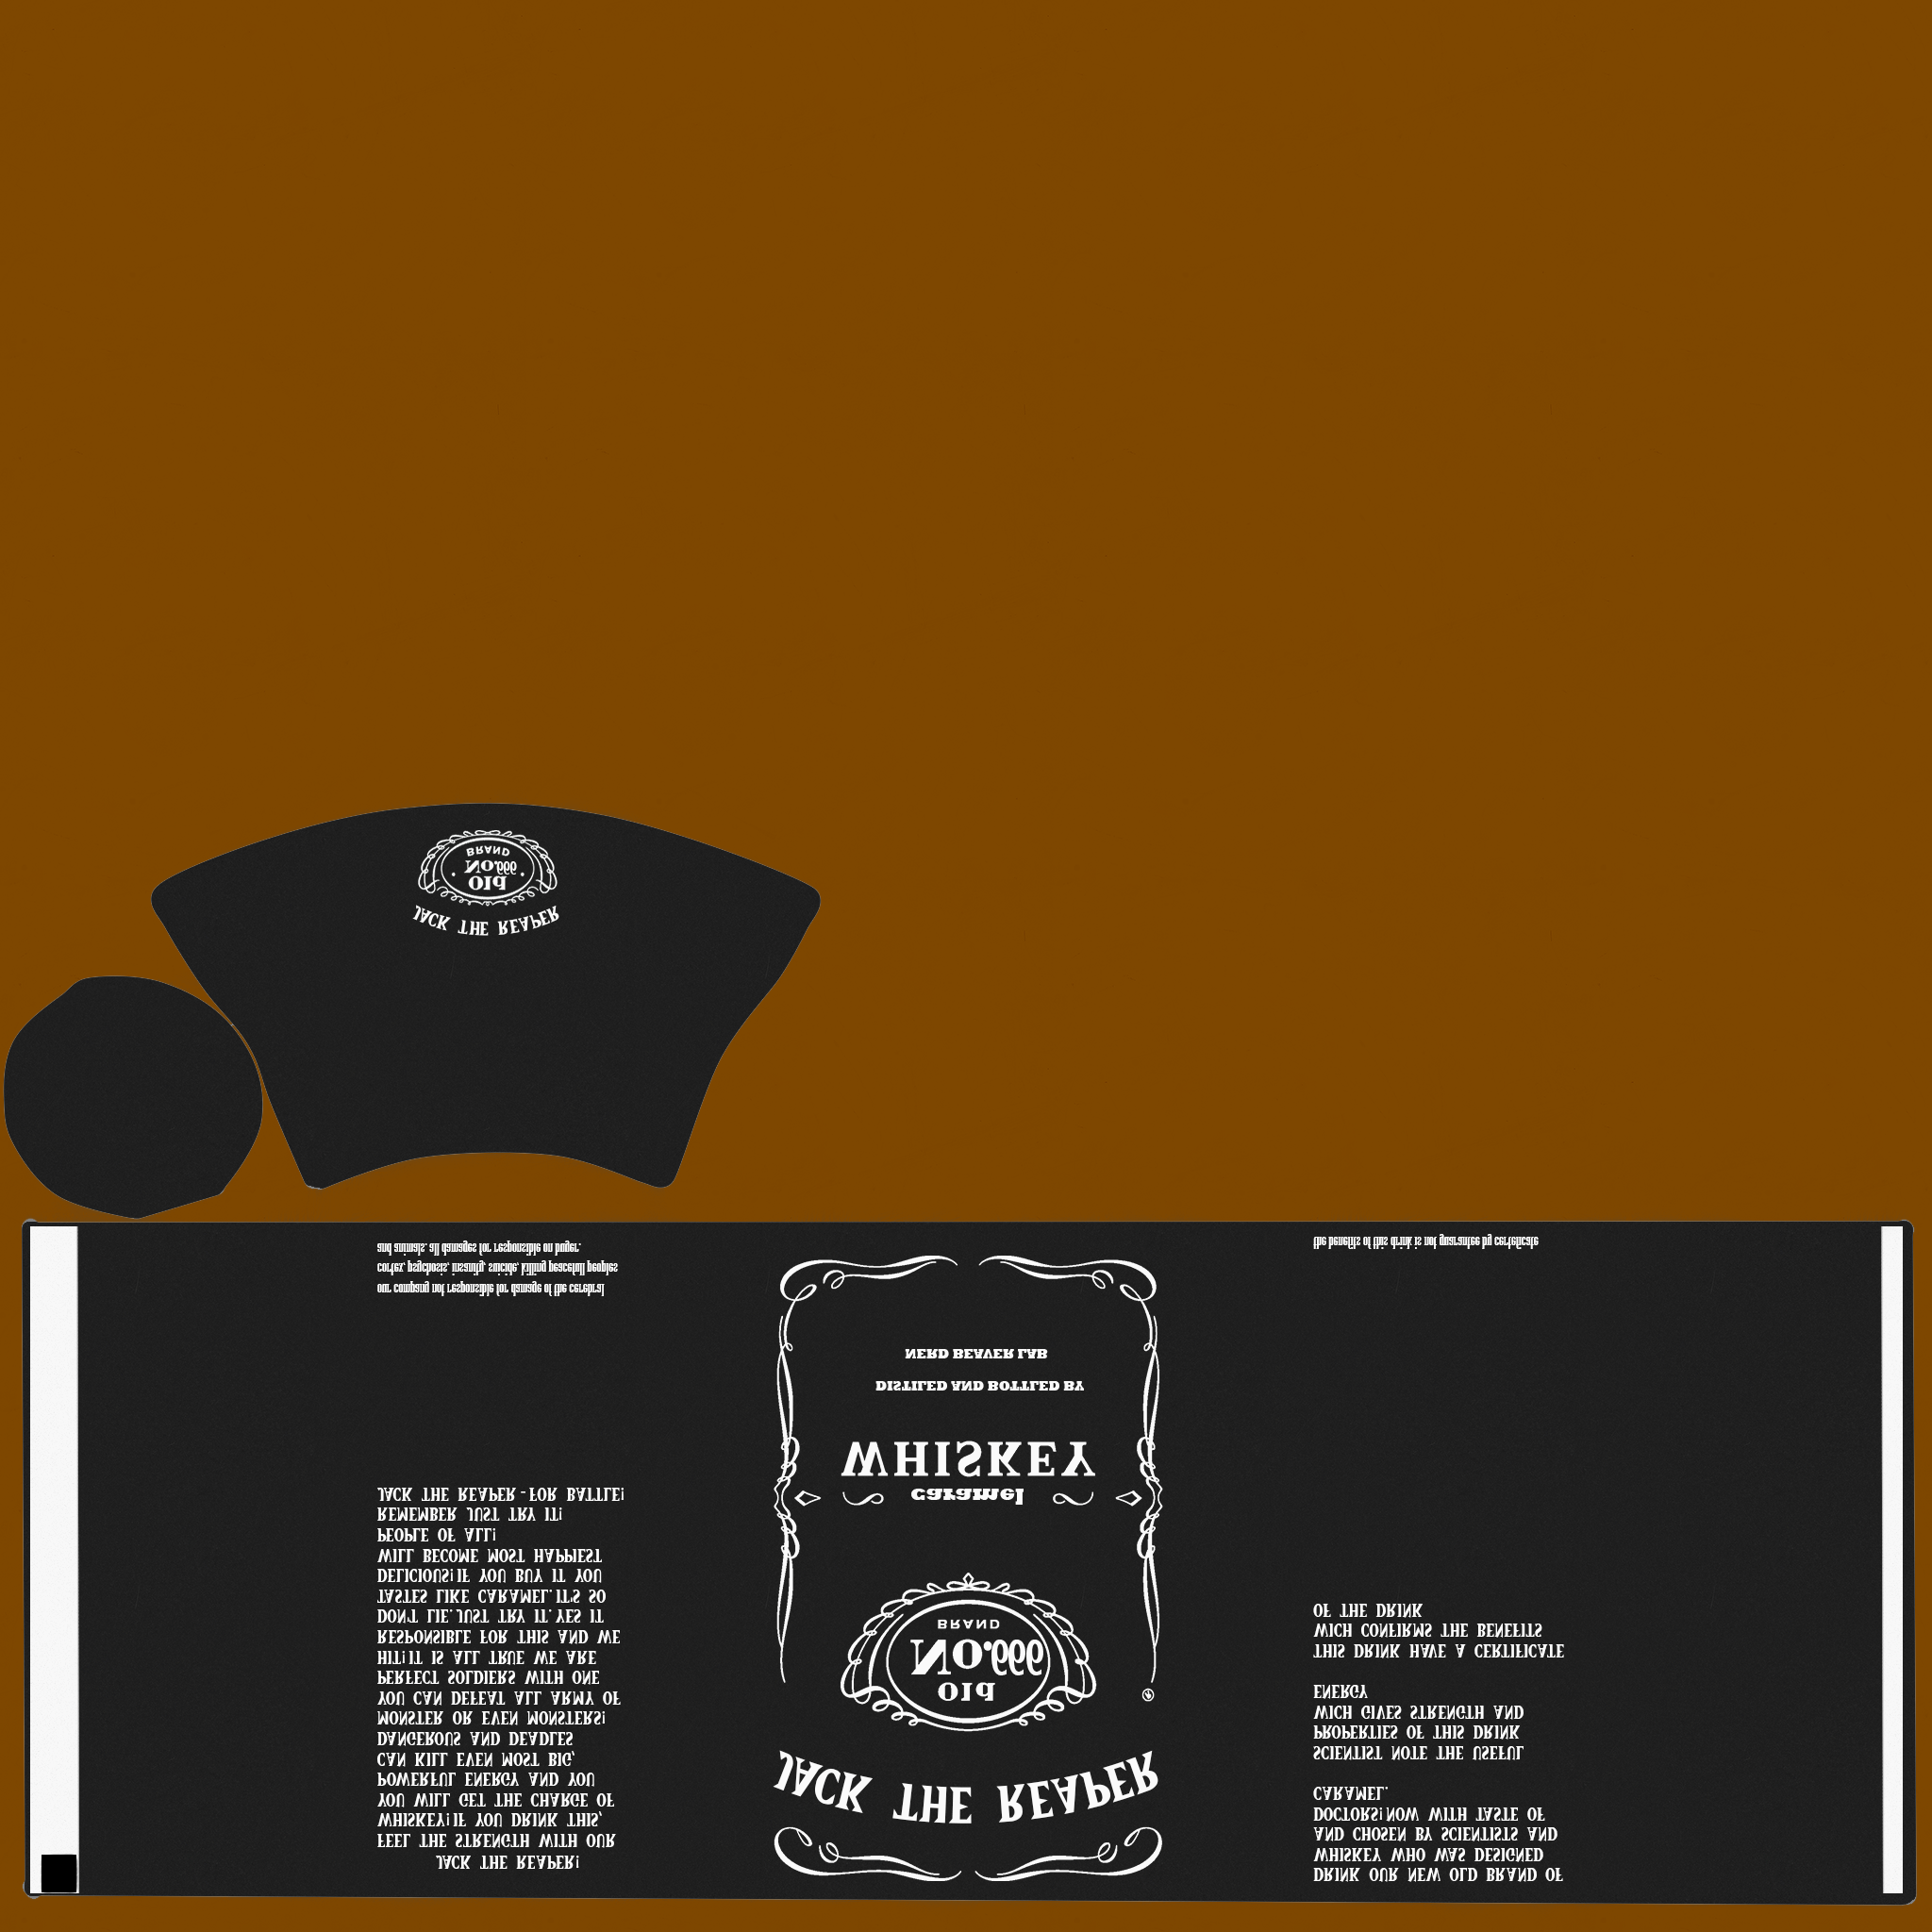 JACK THE REAPER
Old
No.666
BRAND
JACK THE REAPER!
FEEL THE STRENGTH WITH OUR
WHISKEY! IF YOU DRINK THIS,
YOU WILL GET THE CHARGE OF
POWERFUL ENERGY AND YOU
CAN KILL EVEN MOST BIG,
DANGEROUS AND DEADLES
MONSTER OR EVEN MONSTERS!
YOU CAN DEFEAT ALL ARMY OF
PERFECT SOLDIERS WITH ONE
HIT! IT IS ALL TRUE WE ARE
RESPONSIBLE FOR THIS AND WE
DON'T LIE. JUST TRY IT. YES IT
TASTES LIKE CARAMEL. IT'S SO
DELICIOUS! IF YOU BUY IT YOU
WILL BECOME MOST HAPPIEST
PEOPLE OF ALL!
REMEMBER JUST TRY IT!
JACK THE REAPER - FOR BATTLE!
our company not responsible for damage of the cerebral
cortex, psychosis, insanity, suicide, killing peacefull peoples
and animals. all damages for responsible on buyer.
JACK THE REAPER
Old
No.666
BRAND
®
caramel
WHISKEY
DISTILED AND BOTTLED BY
NERD BEAVER LAB
DRINK OUR NEW OLD BRAND OF
WHISKEY WHO WAS DESIGNED
AND CHOSEN BY SCIENTISTS AND
DOCTORS! NOW WITH TASTE OF
CARAMEL.
SCIENTIST NOTE THE USEFUL
PROPERTIES OF THIS DRINK
WICH GIVES STRENGTH AND
ENERGY
THIS DRINK HAVE A CERTIFICATE
WICH CONFIRMS THE BENEFITS
OF THE DRINK
the benefits of this drink is not guarantee by certeficate